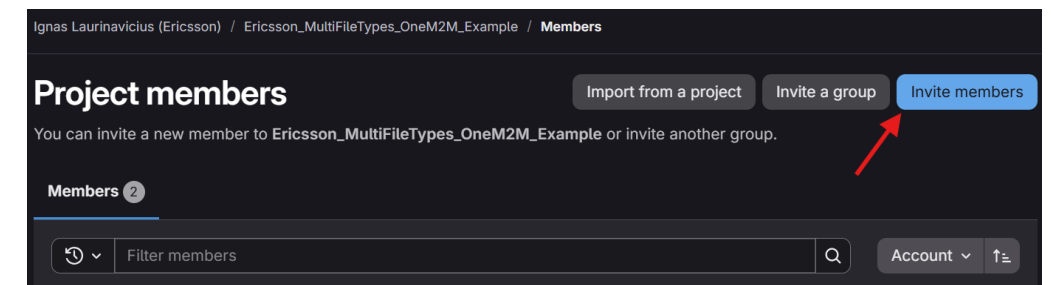 Ignas Laurinavicius (Ericsson) / Ericsson_MultiFileTypes_OneM2M_Example / Members
Project members
Import from a project
Invite a group
Invite members
You can invite a new member to Ericsson_MultiFileTypes_OneM2M_Example or invite another group.
Members 2
Filter members
Account